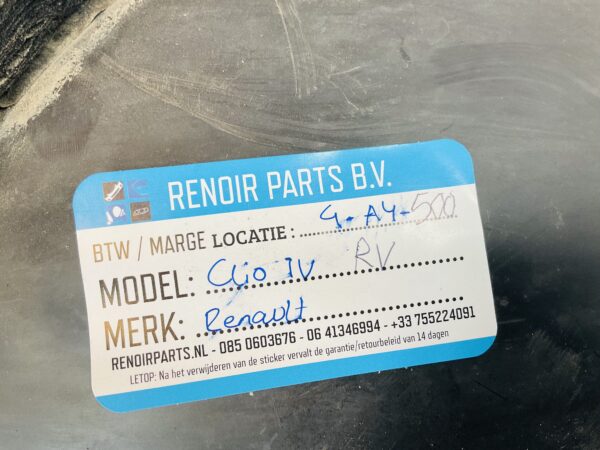 RENOIR PARTS B.V.
BTW / MARGE LOCATIE : 4-A4-500
MODEL: Clio IV RV
MERK: Renault
RENOIRPARTS.NL - 085 0603676 - 06 41346994 - +33 755224091
LETOP: Na het verwijderen van de sticker vervalt de garantie/retourbeleid van 14 dagen